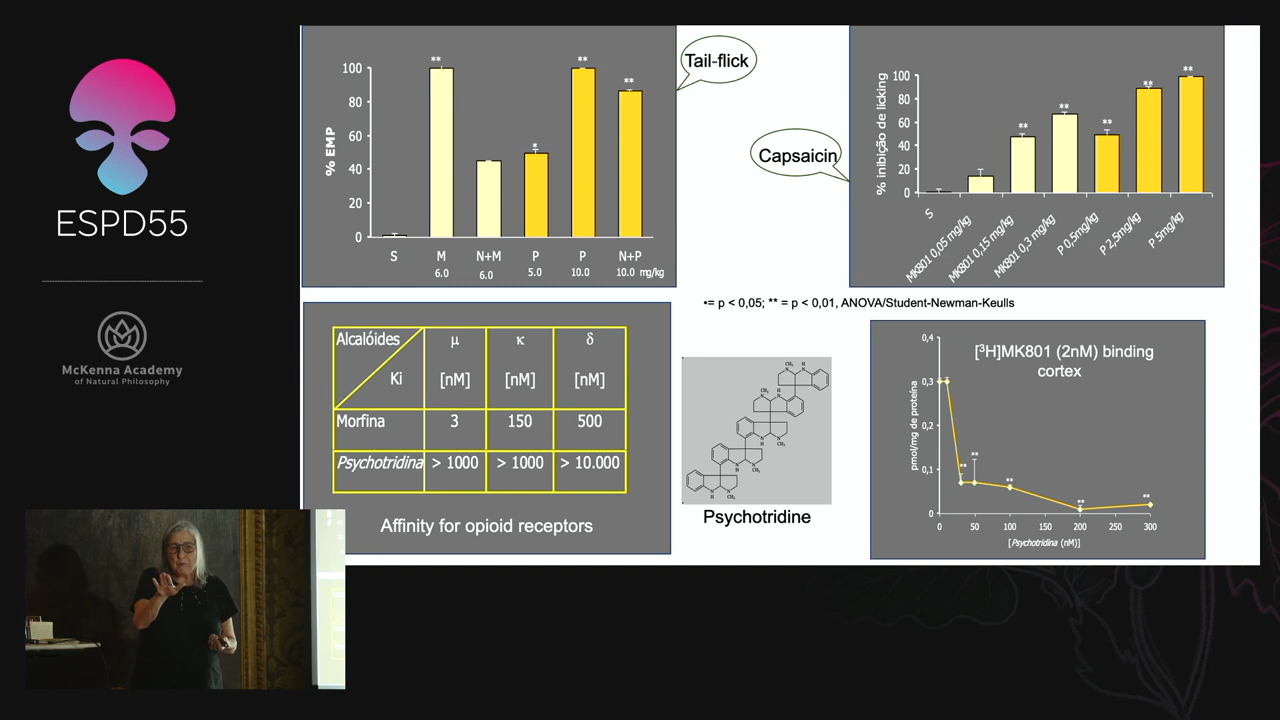 ESPD55
McKenna Academy
of Natural Philosophy
Tail-flick
% EMP
100
80
60
40
20
0
**
*
**
**
S
M
N+M
P
P
N+P
6.0
6.0
5.0
10.0
10.0 mg/kg
Capsaicin
% inibição de licking
100
80
60
40
20
0
**
**
**
**
**
S
MK801 0,05 mg/kg
MK801 0,15 mg/kg
MK801 0,3 mg/kg
P 0,5mg/kg
P 2,5mg/kg
P 5mg/kg
•= p < 0,05; ** = p < 0,01, ANOVA/Student-Newman-Keulls
Alcalóides μ κ δ
Ki [nM] [nM] [nM]
Morfina 3 150 500
Psychotridina > 1000 > 1000 > 10.000
Affinity for opioid receptors
CH₃
H
CH₃
H
H
CH₃
H
CH₃
H
CH₃
Psychotridine
[³H]MK801 (2nM) binding
cortex
pmol/mg de proteína
0,4
0,3
0,2
0,1
0
**
**
**
**
**
0 50 100 150 200 250 300
[Psychotridina (nM)]